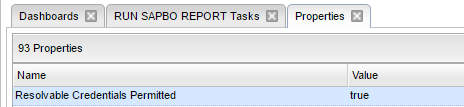 Dashboards RUN SAPBO REPORT Tasks Properties
93 Properties
Name Value
Resolvable Credentials Permitted true